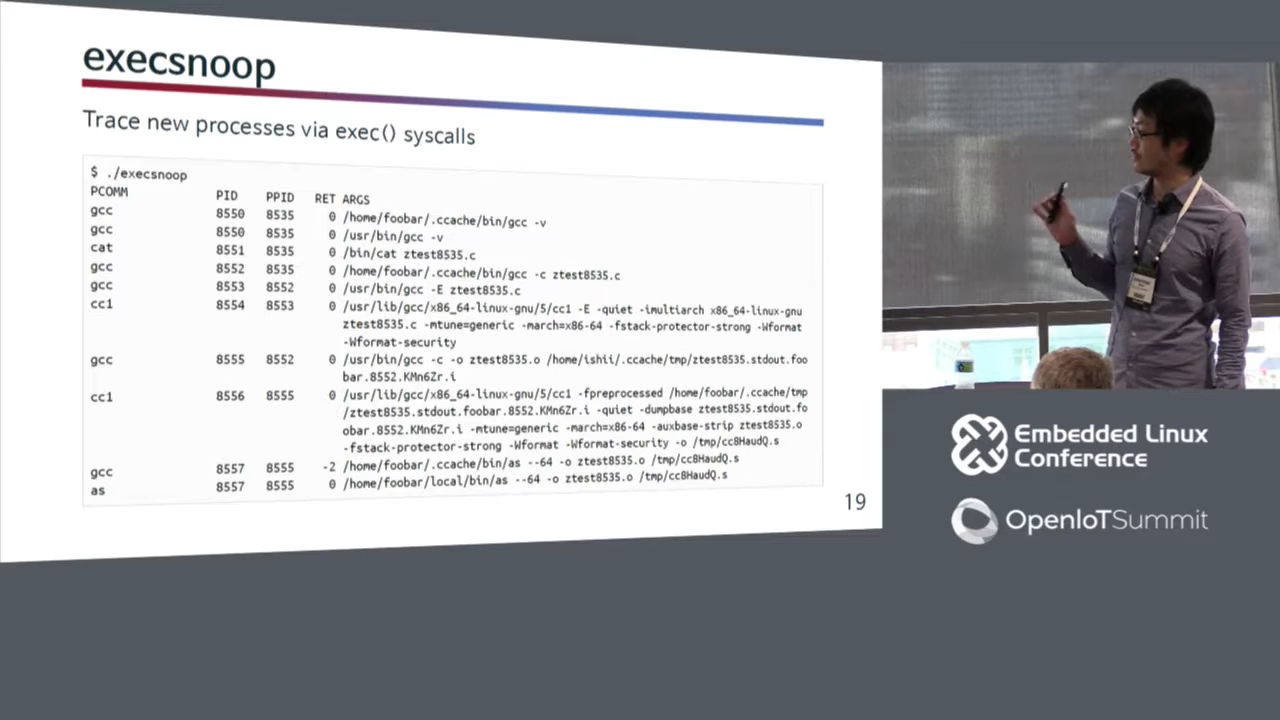 execsnoop
Trace new processes via exec() syscalls
$ ./execsnoop
PCOMM PID PPID RET ARGS
gcc 8550 8535 0 /home/foobar/.ccache/bin/gcc -v
gcc 8550 8535 0 /usr/bin/gcc -v
cat 8551 8535 0 /bin/cat ztest8535.c
gcc 8552 8535 0 /home/foobar/.ccache/bin/gcc -c ztest8535.c
gcc 8553 8552 0 /usr/bin/gcc -E ztest8535.c
cc1 8554 8553 0 /usr/lib/gcc/x86_64-linux-gnu/5/cc1 -E -quiet -imultiarch x86_64-linux-gnu
ztest8535.c -mtune=generic -march=x86-64 -fstack-protector-strong -Wformat
-Wformat-security
gcc 8555 8552 0 /usr/bin/gcc -c -o ztest8535.o /home/ishii/.ccache/tmp/ztest8535.stdout.foo
bar.8552.KMn6Zr.i
cc1 8556 8555 0 /usr/lib/gcc/x86_64-linux-gnu/5/cc1 -fpreprocessed /home/foobar/.ccache/tmp
/ztest8535.stdout.foobar.8552.KMn6Zr.i -quiet -dumpbase ztest8535.stdout.fo
obar.8552.KMn6Zr.i -mtune=generic -march=x86-64 -auxbase-strip ztest8535.o
-fstack-protector-strong -Wformat -Wformat-security -o /tmp/cc8HaudQ.s
gcc 8557 8555 -2 /home/foobar/.ccache/bin/as --64 -o ztest8535.o /tmp/cc8HaudQ.s
as 8557 8555 0 /home/foobar/local/bin/as --64 -o ztest8535.o /tmp/cc8HaudQ.s
19
Embedded Linux
Conference
OpenIoTSummit